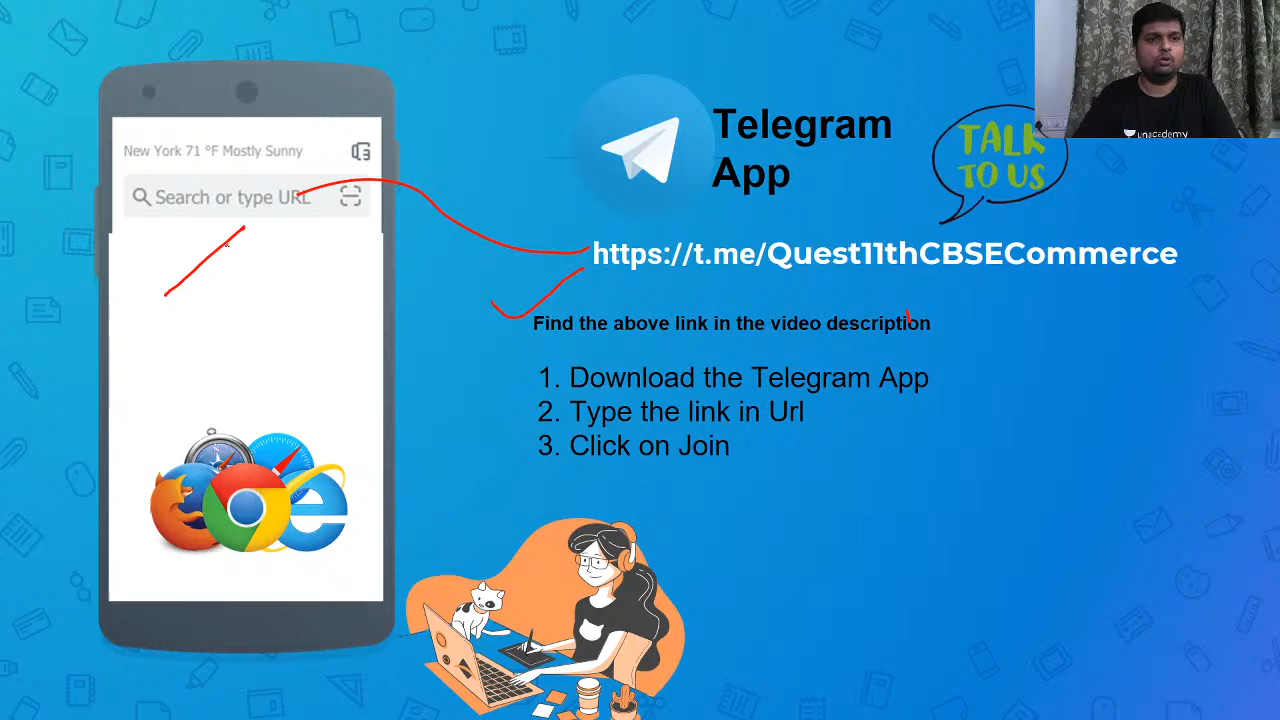 New York 71 °F Mostly Sunny
Search or type URL
Telegram
App
TALK
TO US
unacademy
https://t.me/Quest11thCBSECommerce
Find the above link in the video description
1. Download the Telegram App
2. Type the link in Url
3. Click on Join